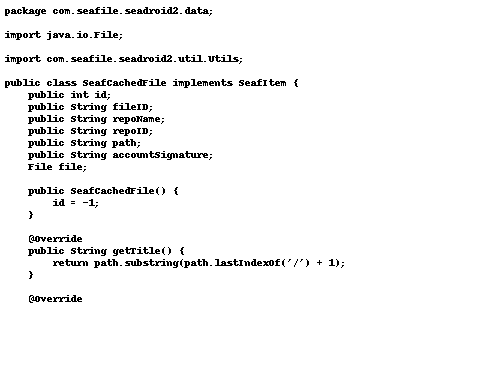 package com.seafile.seadroid2.data;

import java.io.File;

import com.seafile.seadroid2.util.Utils;

public class SeafCachedFile implements SeafItem {
    public int id;
    public String fileID;
    public String repoName;
    public String repoID;
    public String path;
    public String accountSignature;
    File file;

    public SeafCachedFile() {
        id = -1;
    }

    @Override
    public String getTitle() {
        return path.substring(path.lastIndexOf('/') + 1);
    }

    @Override